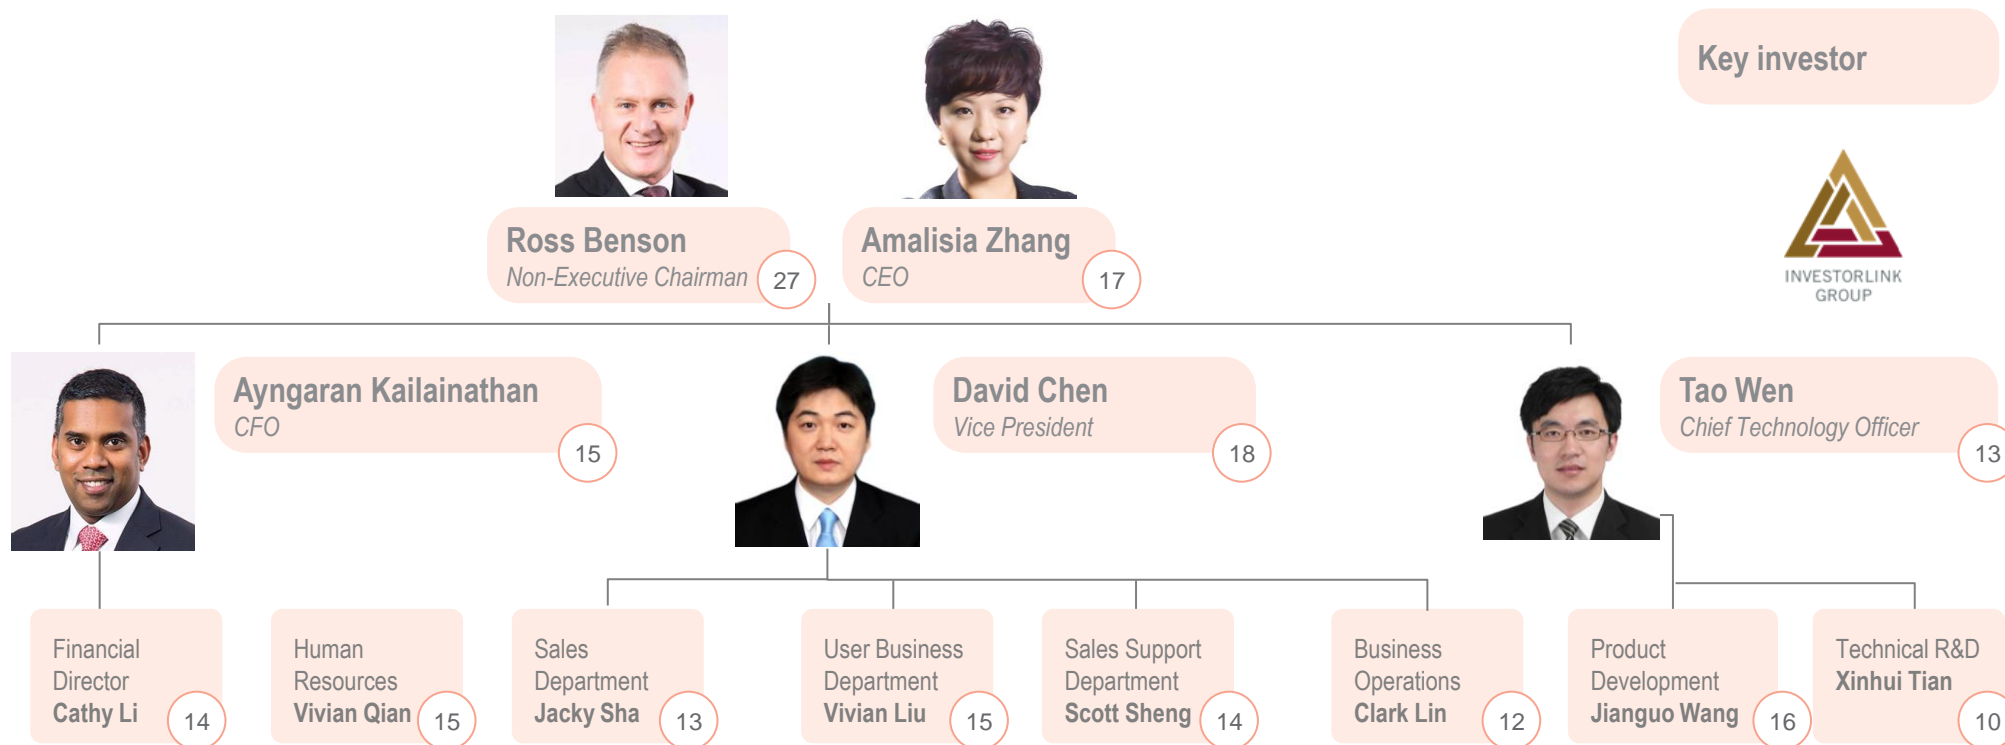 Key investor
INVESTORLINK
GROUP
Ross Benson
Non-Executive Chairman
27
Amalisia Zhang
CEO
17
Ayngaran Kailainathan
CFO
15
David Chen
Vice President
18
Tao Wen
Chief Technology Officer
13
Financial
Director
Cathy Li
14
Human
Resources
Vivian Qian
15
Sales
Department
Jacky Sha
13
User Business
Department
Vivian Liu
15
Sales Support
Department
Scott Sheng
14
Business
Operations
Clark Lin
12
Product
Development
Jianguo Wang
16
Technical R&D
Xinhui Tian
10